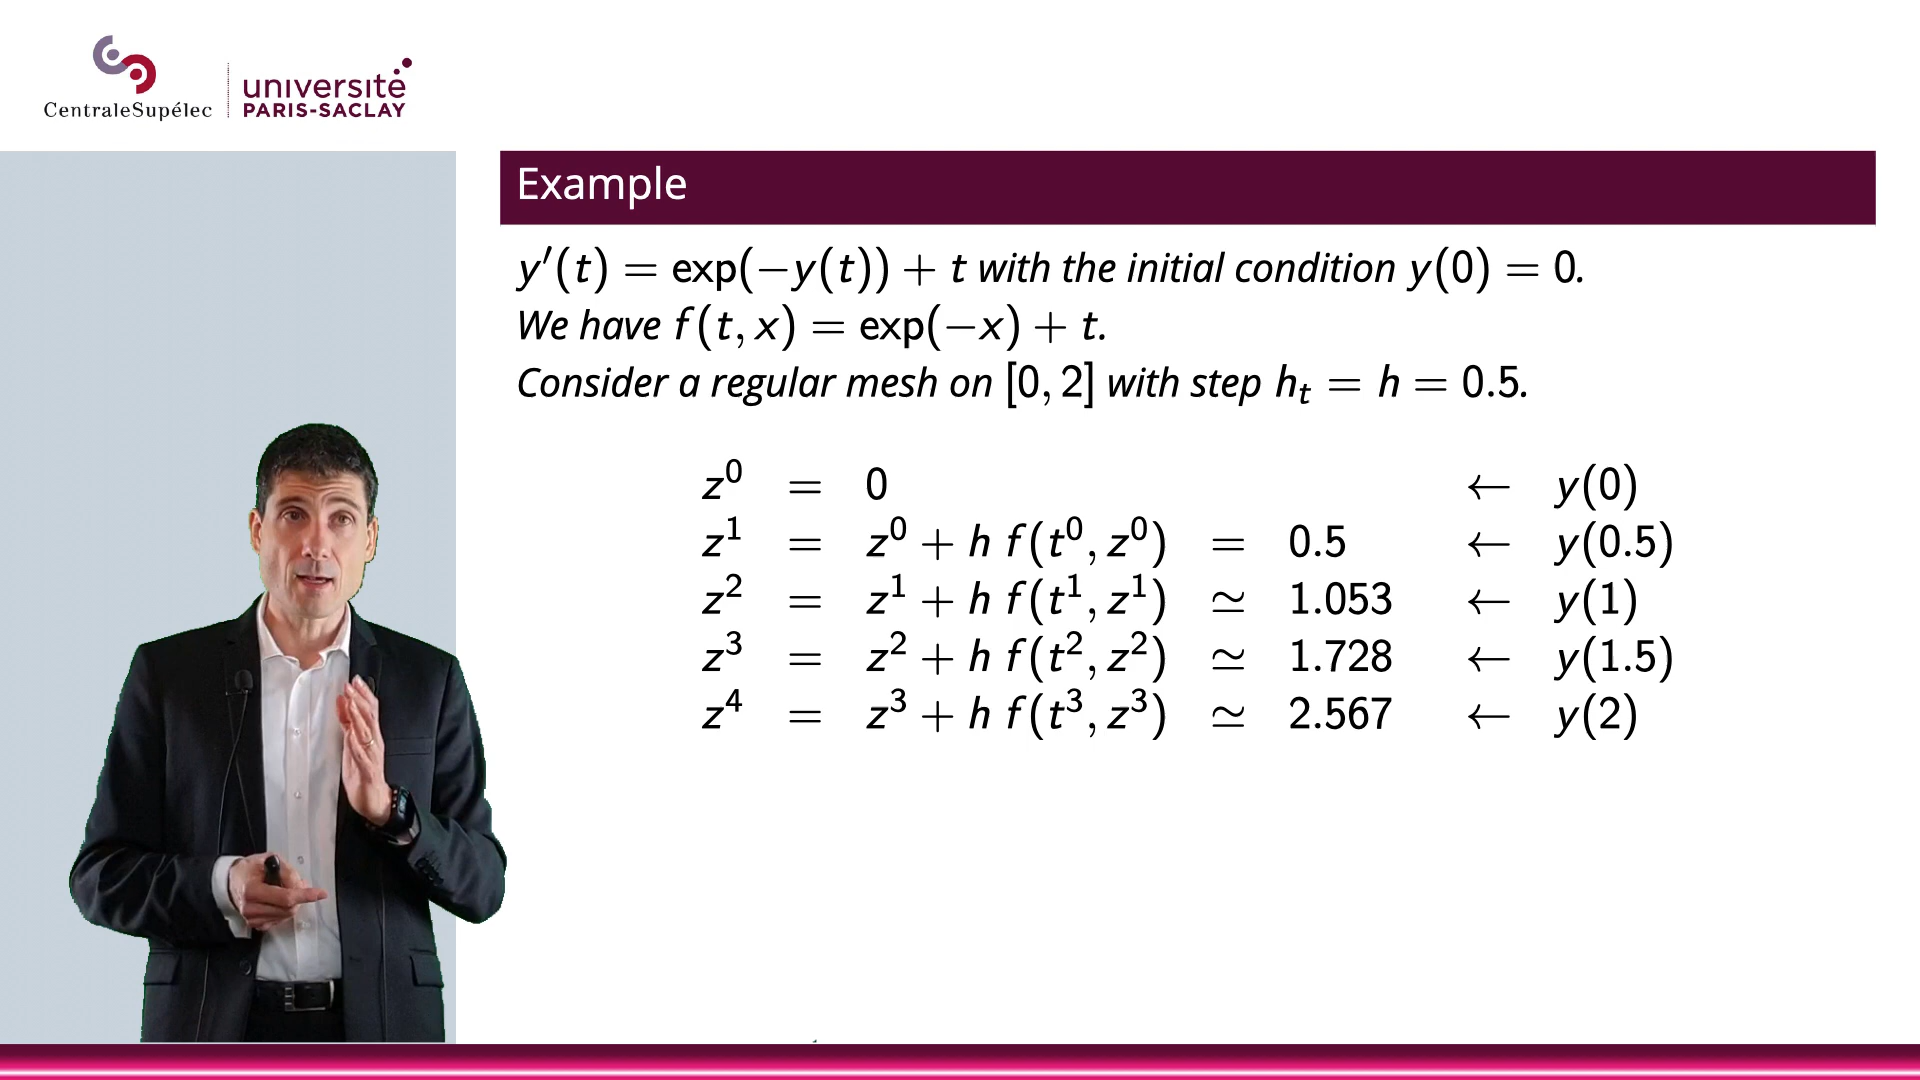 CentraleSupélec
université
PARIS-SACLAY
Example
y′(t) = exp(−y(t)) + t with the initial condition y(0) = 0.
We have f(t, x) = exp(−x) + t.
Consider a regular mesh on [0, 2] with step hₜ = h = 0.5.
z⁰ = 0 ← y(0)
z¹ = z⁰ + h f(t⁰, z⁰) = 0.5 ← y(0.5)
z² = z¹ + h f(t¹, z¹) ≃ 1.053 ← y(1)
z³ = z² + h f(t², z²) ≃ 1.728 ← y(1.5)
z⁴ = z³ + h f(t³, z³) ≃ 2.567 ← y(2)